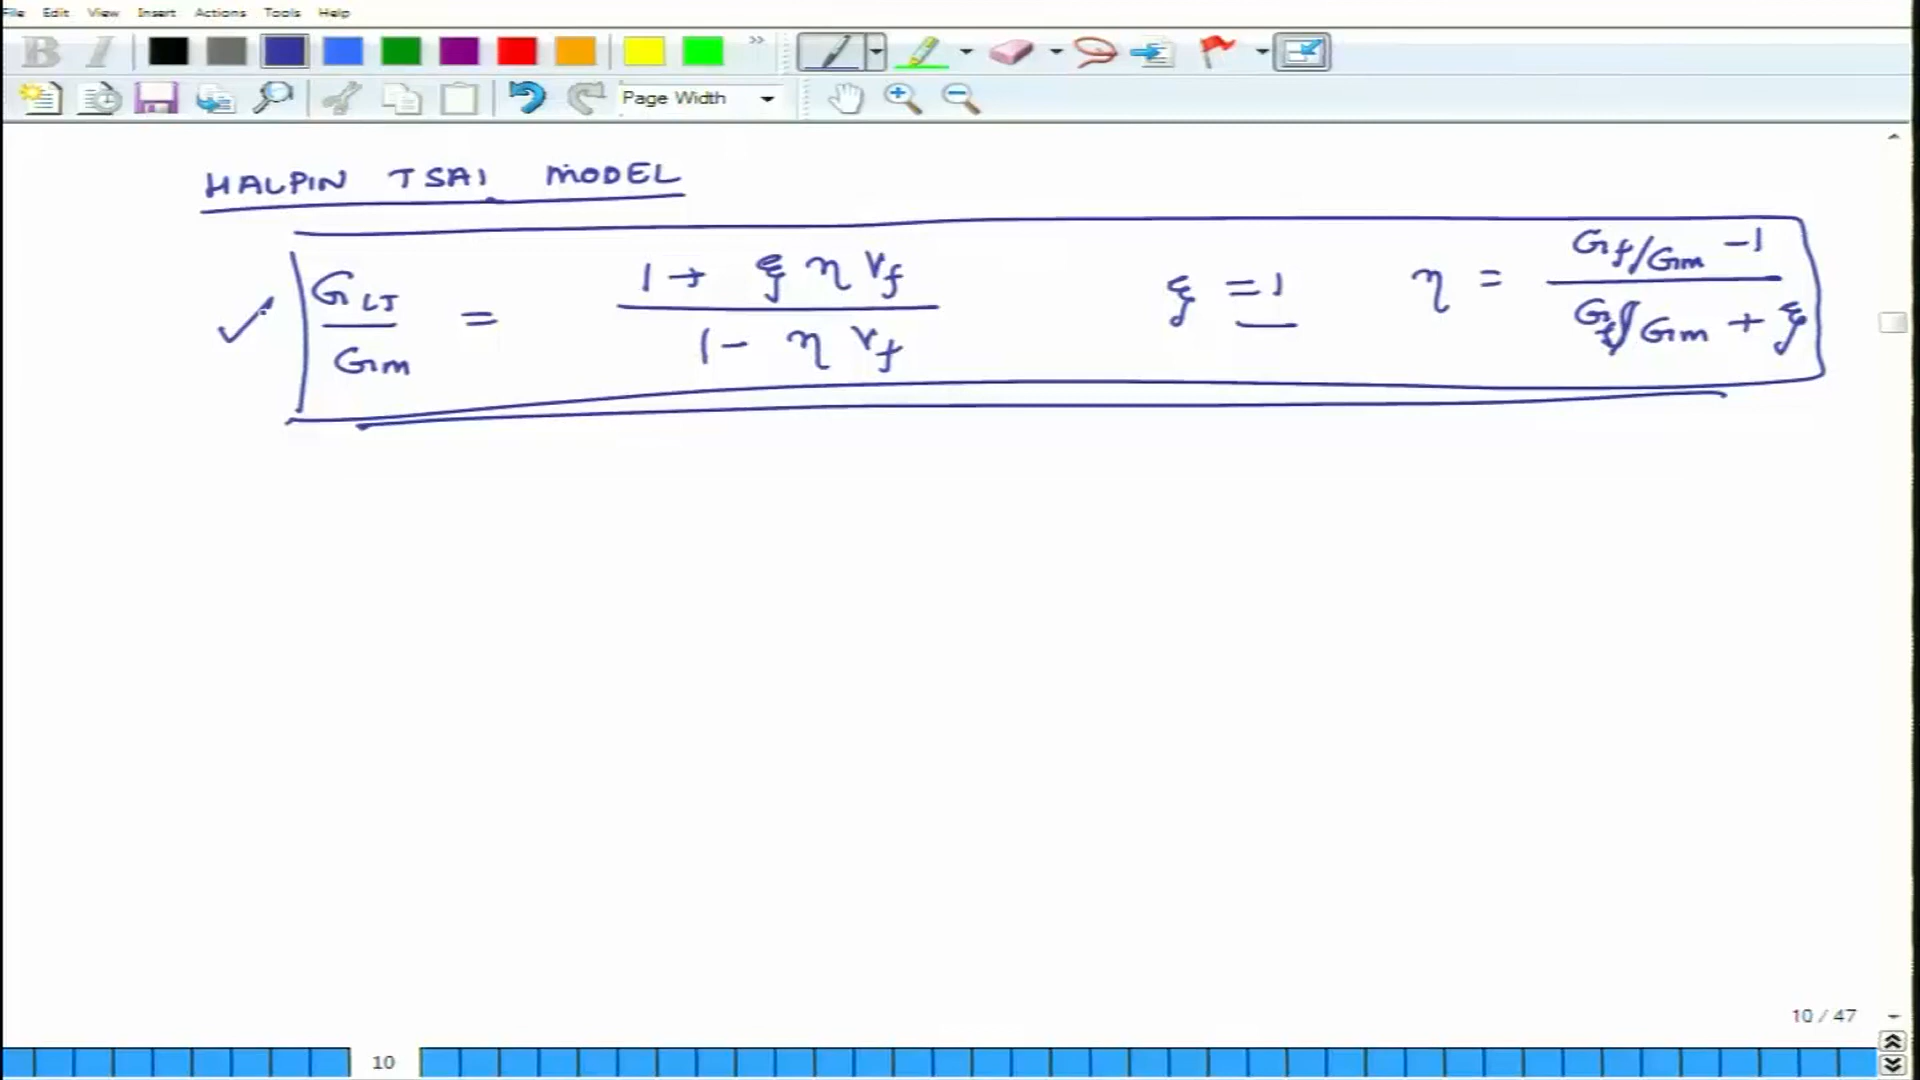 File Edit View Insert Actions Tools Help
B I » Page Width
HALPIN TSAI MODEL
G_LT / G_m = (1 + ξ η V_f) / (1 - η V_f)   ξ = 1   η = (G_f/G_m - 1) / (G_f/G_m + ξ)
10 / 47
10